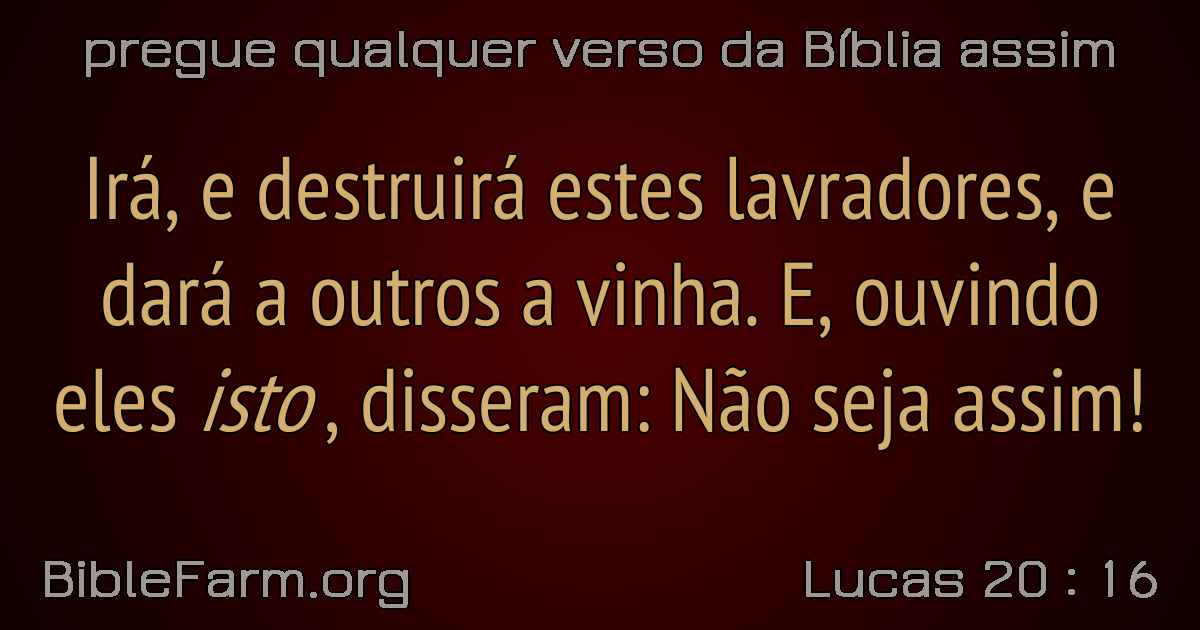 pregue qualquer verso da Bíblia assim
Irá, e destruirá estes lavradores, e
dará a outros a vinha. E, ouvindo
eles isto , disseram: Não seja assim!
BibleFarm.org
Lucas 20 : 16